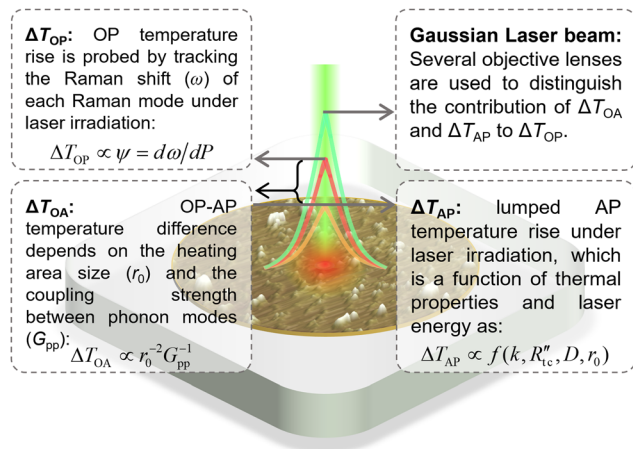 ΔT_OP: OP temperature
rise is probed by tracking
the Raman shift (ω) of
each Raman mode under
laser irradiation:
ΔT_OP ∝ ψ = dω/dP
Gaussian Laser beam:
Several objective lenses
are used to distinguish
the contribution of ΔT_OA
and ΔT_AP to ΔT_OP.
ΔT_OA: OP-AP
temperature difference
depends on the heating
area size (r₀) and the
coupling strength
between phonon modes
(G_pp):
ΔT_OA ∝ r₀⁻² G_pp⁻¹
ΔT_AP: lumped AP
temperature rise under
laser irradiation, which
is a function of thermal
properties and laser
energy as:
ΔT_AP ∝ f(k, R″_tc, D, r₀)